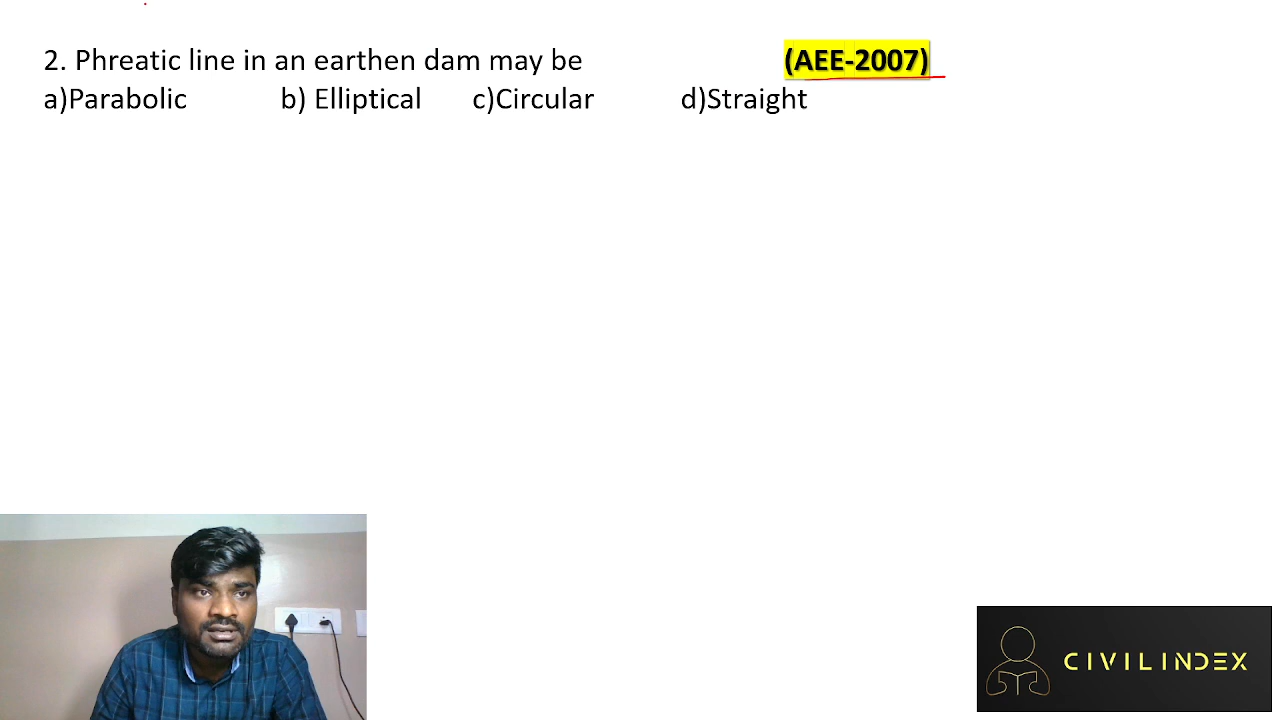 2. Phreatic line in an earthen dam may be (AEE-2007)
a)Parabolic b) Elliptical c)Circular d)Straight
CIVILINDEX